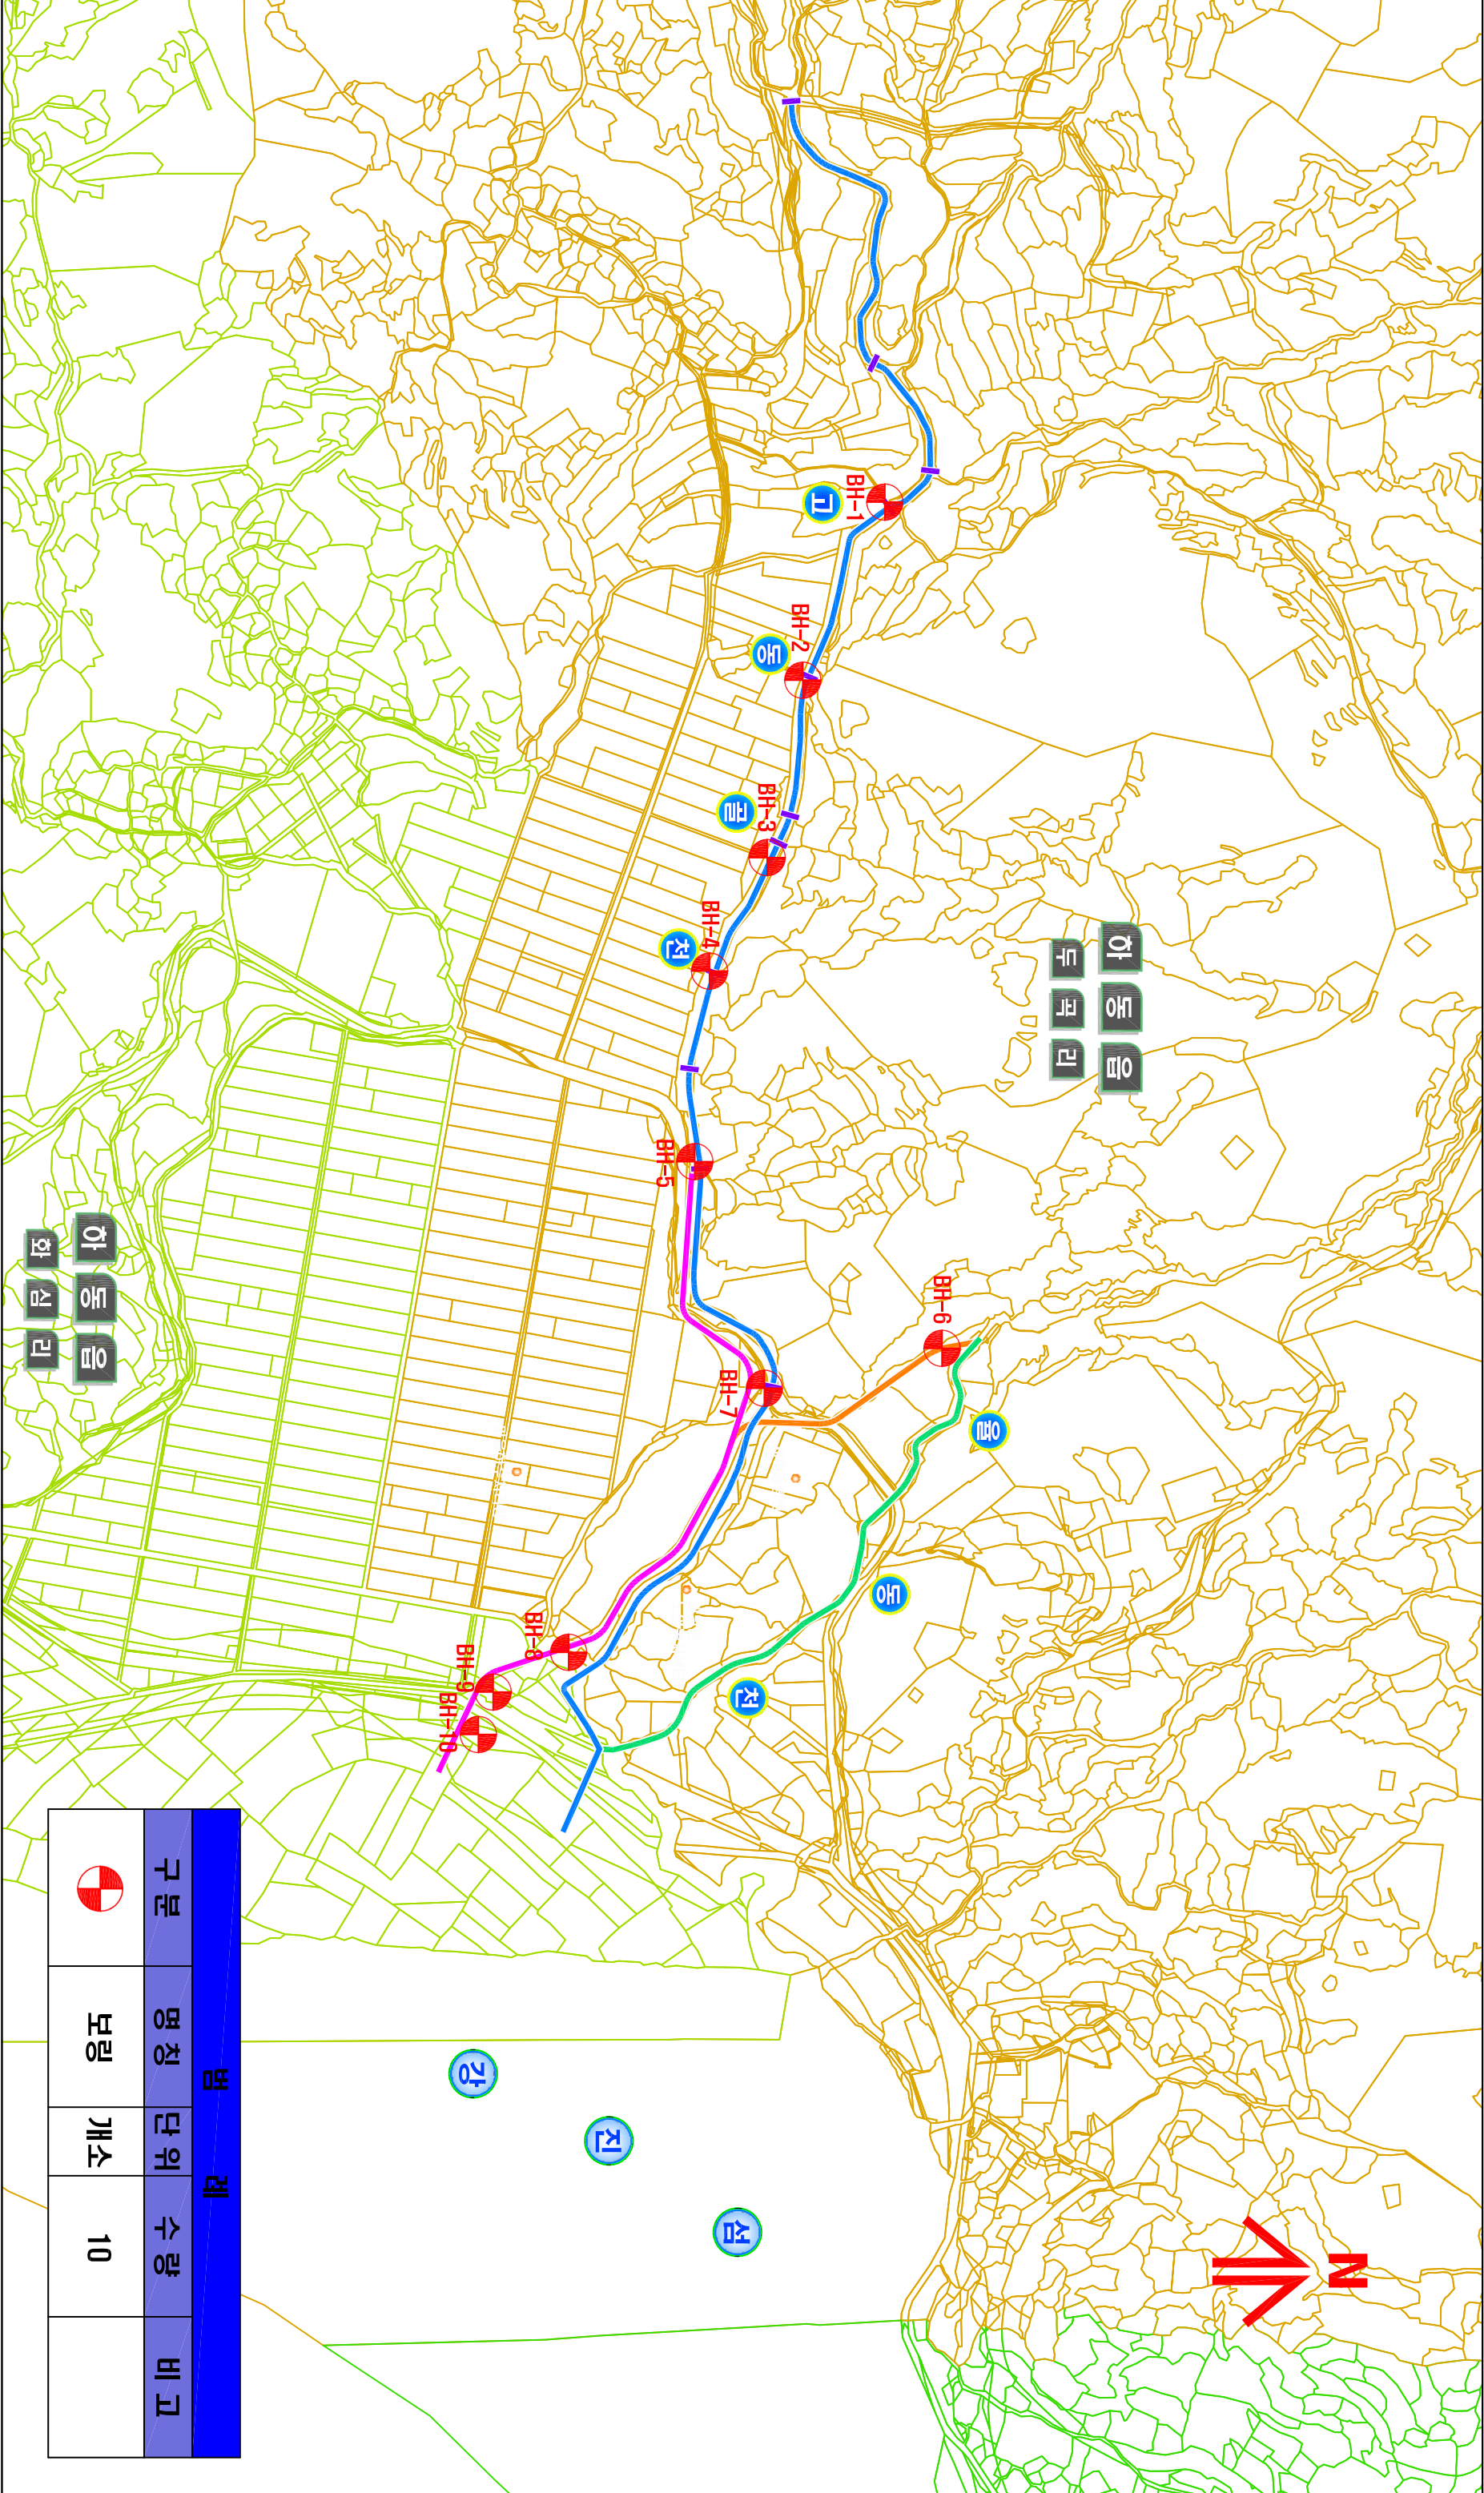 N
하동읍
두곡리
고동골천
동천
섬진강
BH-1
BH-2
BH-3
BH-4
BH-5
BH-6
BH-7
BH-8
BH-9
BH-10
하동읍
화심리
범 례
구분 명칭 단위 수량 비고
보링 개소 10